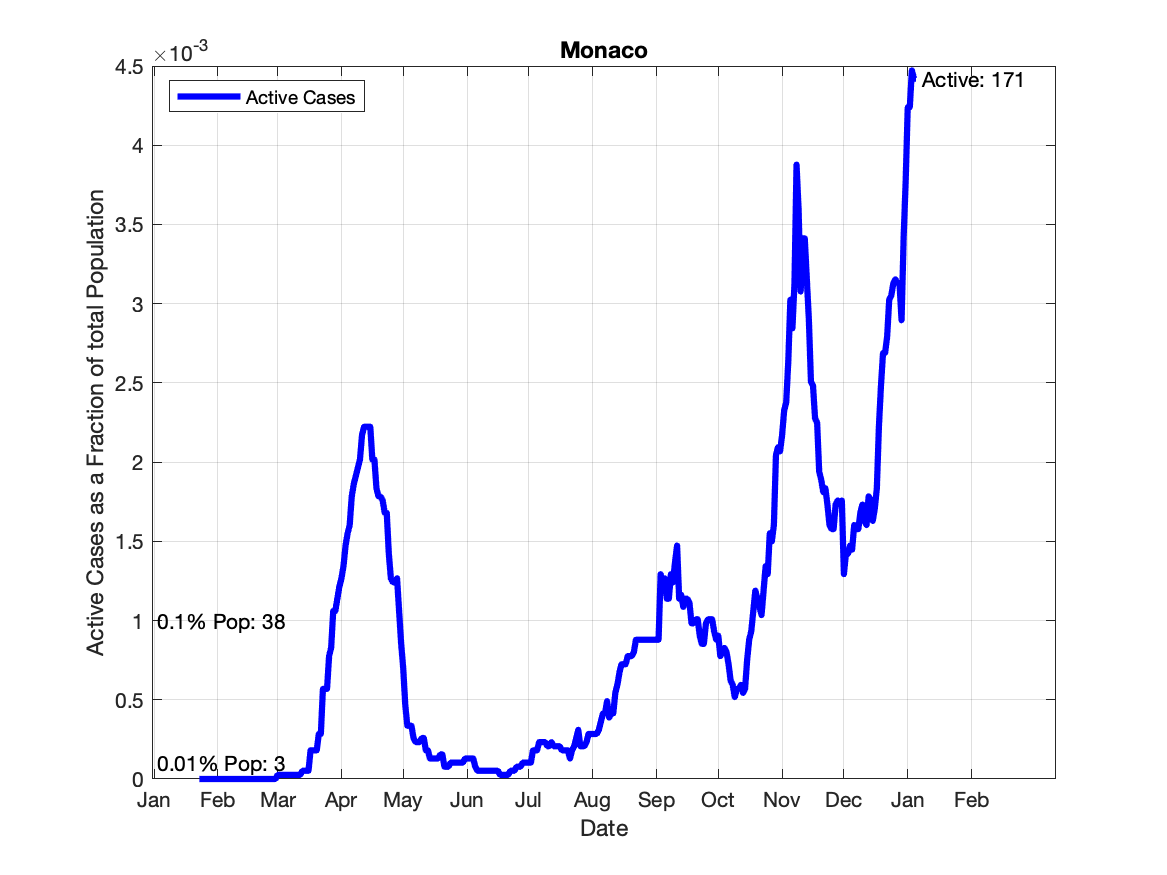 Monaco
×10-3
Active Cases
Active: 171
4.5
4
3.5
3
2.5
2
1.5
1
0.5
0
Active Cases as a Fraction of total Population
0.1% Pop: 38
0.01% Pop: 3
Jan Feb Mar Apr May Jun Jul Aug Sep Oct Nov Dec Jan Feb
Date